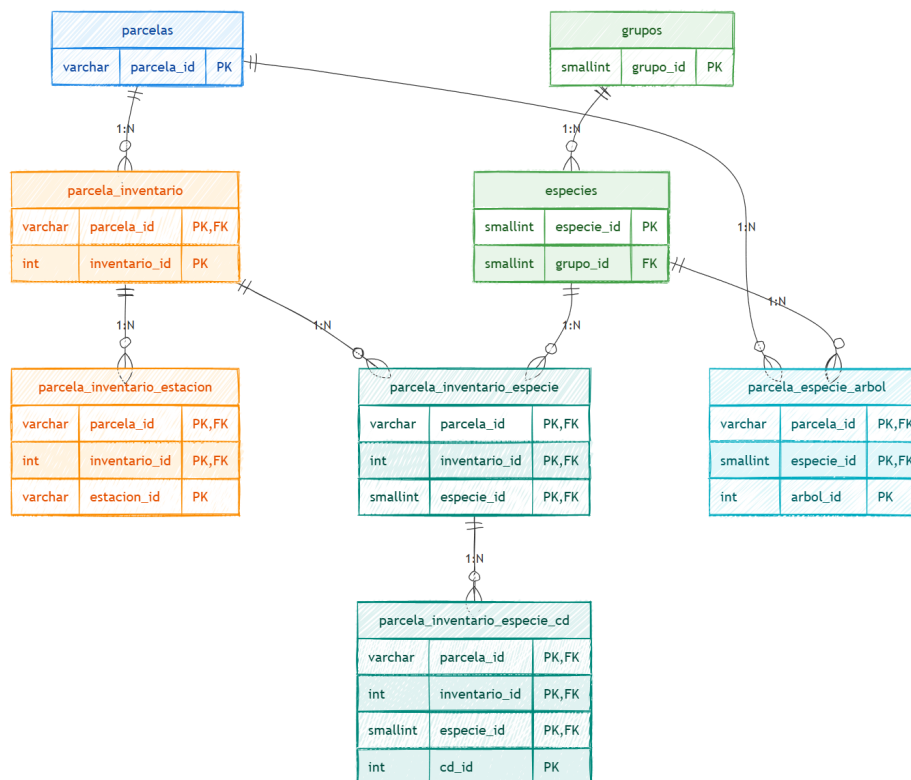 parcelas
varchar parcela_id PK
grupos
smallint grupo_id PK
1:N
1:N
parcela_inventario
varchar parcela_id PK,FK
int inventario_id PK
especies
smallint especie_id PK
smallint grupo_id FK
1:N
1:N
1:N
1:N
1:N
parcela_inventario_estacion
varchar parcela_id PK,FK
int inventario_id PK,FK
varchar estacion_id PK
parcela_inventario_especie
varchar parcela_id PK,FK
int inventario_id PK,FK
smallint especie_id PK,FK
parcela_especie_arbol
varchar parcela_id PK,FK
smallint especie_id PK,FK
int arbol_id PK
1:N
parcela_inventario_especie_cd
varchar parcela_id PK,FK
int inventario_id PK,FK
smallint especie_id PK,FK
int cd_id PK